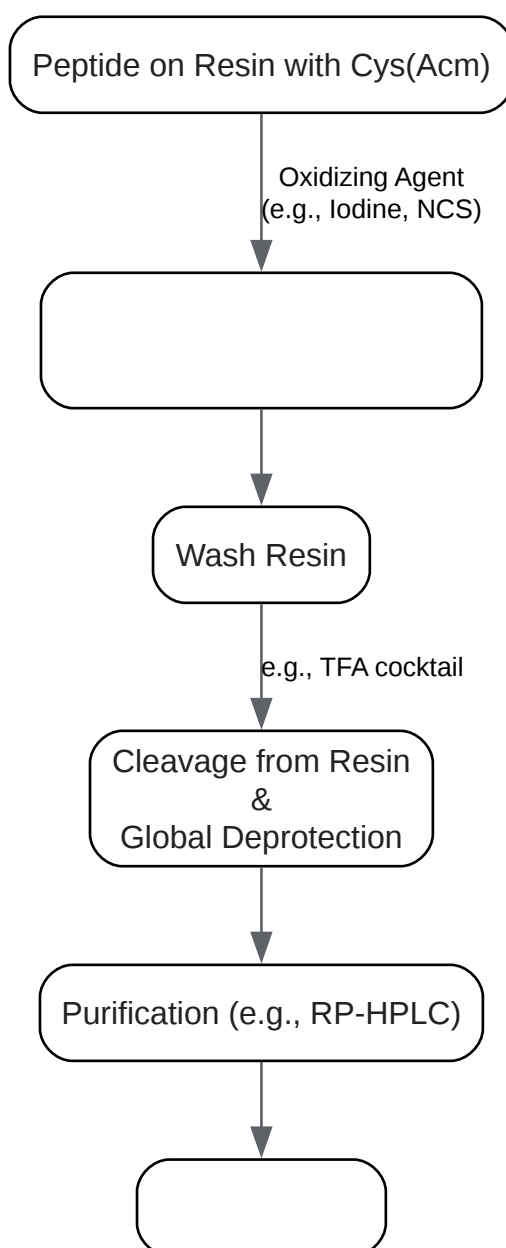 Peptide on Resin with Cys(Acm)
Oxidizing Agent
(e.g., Iodine, NCS)
Wash Resin
e.g., TFA cocktail
Cleavage from Resin
&
Global Deprotection
Purification (e.g., RP-HPLC)